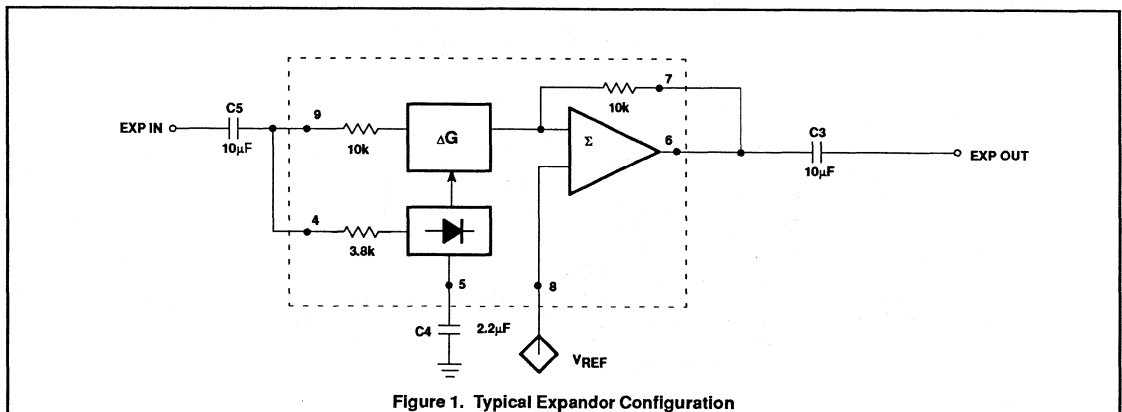 7
10k
C5
9
EXP IN
10µF
10k
ΔG
Σ
6
C3
10µF
EXP OUT
4
3.8k
5
8
C4
2.2µF
VREF
Figure 1. Typical Expandor Configuration